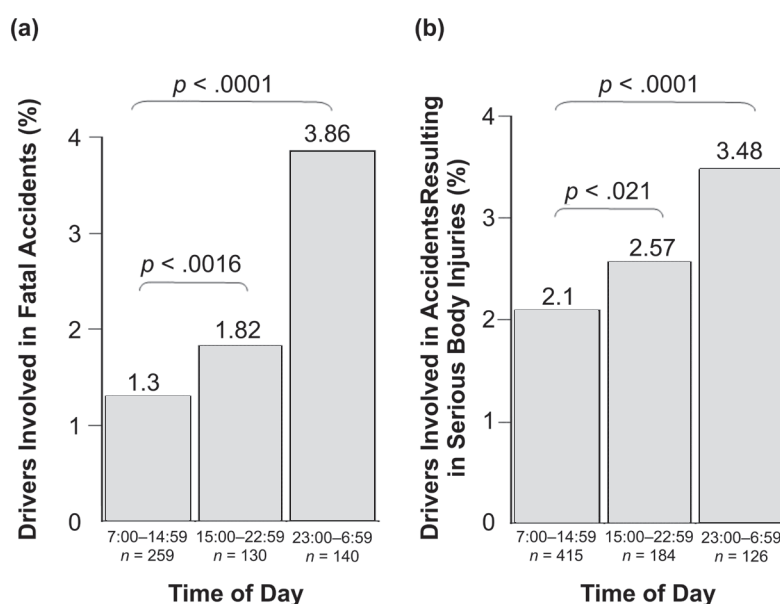 (a)
Drivers Involved in Fatal Accidents (%)
p < .0001
4
3.86
3
p < .0016
2
1.82
1.3
1
0
7:00–14:59
n = 259
15:00–22:59
n = 130
23:00–6:59
n = 140
Time of Day
(b)
Drivers Involved in AccidentsResulting
in Serious Body Injuries (%)
p < .0001
4
3.48
p < .021
3
2.57
2.1
2
1
0
7:00–14:59
n = 415
15:00–22:59
n = 184
23:00–6:59
n = 126
Time of Day